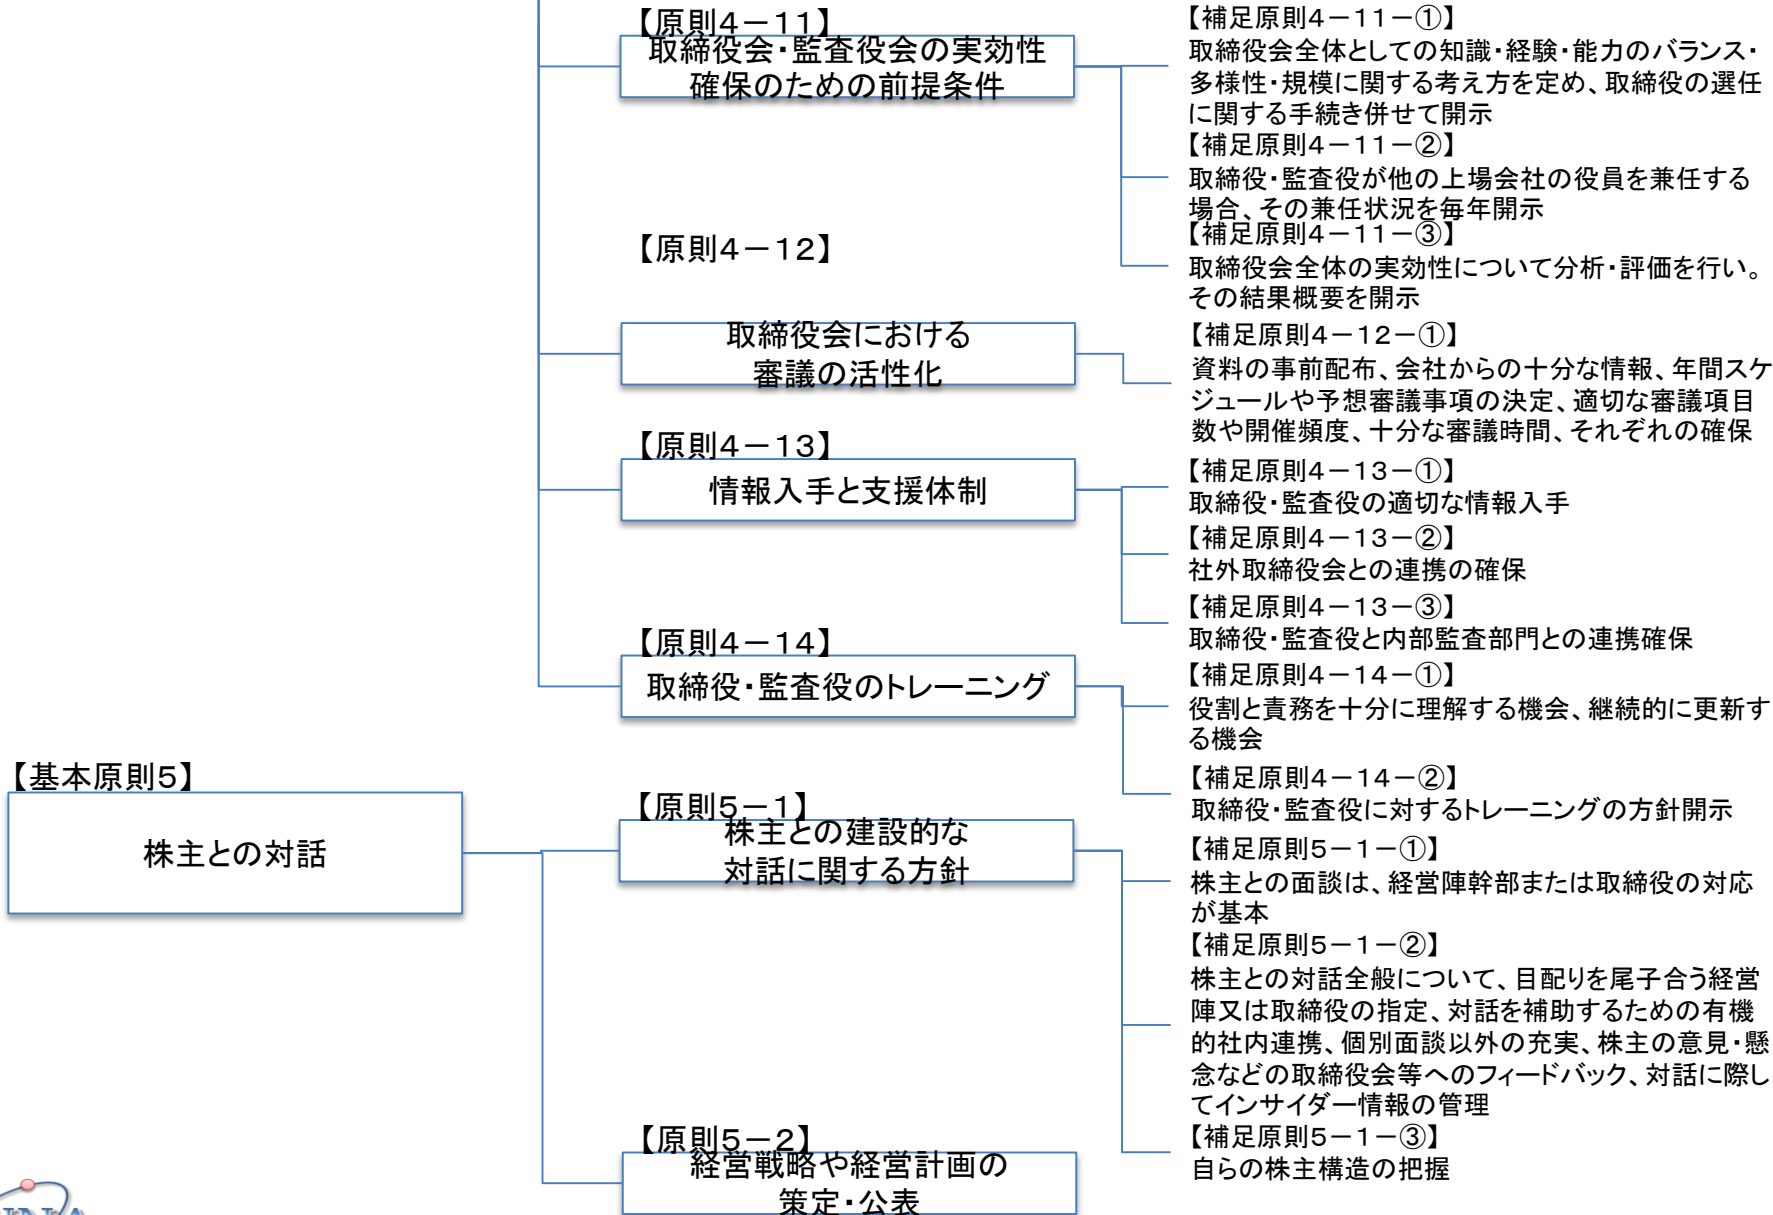 【原則4－11】
取締役会・監査役会の実効性
確保のための前提条件
【補足原則4－11－①】
取締役会全体としての知識・経験・能力のバランス・
多様性・規模に関する考え方を定め、取締役の選任
に関する手続き併せて開示
【補足原則4－11－②】
取締役・監査役が他の上場会社の役員を兼任する
場合、その兼任状況を毎年開示
【補足原則4－11－③】
取締役会全体の実効性について分析・評価を行い。
その結果概要を開示
【原則4－12】
取締役会における
審議の活性化
【補足原則4－12－①】
資料の事前配布、会社からの十分な情報、年間スケ
ジュールや予想審議事項の決定、適切な審議項目
数や開催頻度、十分な審議時間、それぞれの確保
【原則4－13】
情報入手と支援体制
【補足原則4－13－①】
取締役・監査役の適切な情報入手
【補足原則4－13－②】
社外取締役会との連携の確保
【補足原則4－13－③】
取締役・監査役と内部監査部門との連携確保
【原則4－14】
取締役・監査役のトレーニング
【補足原則4－14－①】
役割と責務を十分に理解する機会、継続的に更新す
る機会
【補足原則4－14－②】
取締役・監査役に対するトレーニングの方針開示
【基本原則5】
株主との対話
【原則5－1】
株主との建設的な
対話に関する方針
【補足原則5－1－①】
株主との面談は、経営陣幹部または取締役の対応
が基本
【補足原則5－1－②】
株主との対話全般について、目配りを尾子合う経営
陣又は取締役の指定、対話を補助するための有機
的社内連携、個別面談以外の充実、株主の意見・懸
念などの取締役会等へのフィードバック、対話に際し
てインサイダー情報の管理
【補足原則5－1－③】
自らの株主構造の把握
【原則5－2】
経営戦略や経営計画の
策定・公表